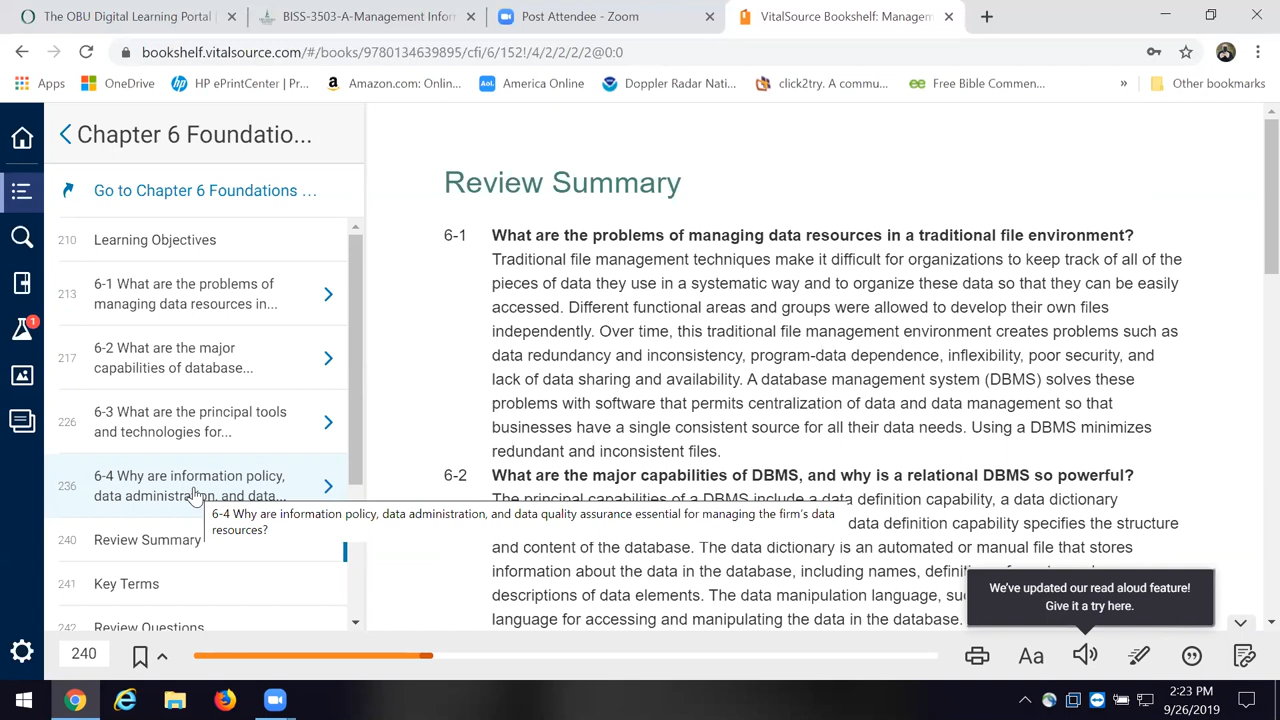 The OBU Digital Learning Portal
BISS-3503-A-Management Infor
Post Attendee - Zoom
VitalSource Bookshelf: Managem
bookshelf.vitalsource.com/#/books/9780134639895/cfi/6/152!/4/2/2/2/2@0:0
Apps
OneDrive
HP ePrintCenter | Pr...
Amazon.com: Onlin...
Aol.
America Online
Doppler Radar Nati...
click2try. A commu...
ee
Free Bible Commen...
»
Other bookmarks
Chapter 6 Foundatio...
Go to Chapter 6 Foundations ...
210 Learning Objectives
213 6-1 What are the problems of
managing data resources in...
217 6-2 What are the major
capabilities of database...
226 6-3 What are the principal tools
and technologies for...
236 6-4 Why are information policy,
data administration, and data...
6-4 Why are information policy, data administration, and data quality assurance essential for managing the firm's data
resources?
240 Review Summary
241 Key Terms
242 Review Questions
1
Review Summary
6-1 What are the problems of managing data resources in a traditional file environment?
Traditional file management techniques make it difficult for organizations to keep track of all of the
pieces of data they use in a systematic way and to organize these data so that they can be easily
accessed. Different functional areas and groups were allowed to develop their own files
independently. Over time, this traditional file management environment creates problems such as
data redundancy and inconsistency, program-data dependence, inflexibility, poor security, and
lack of data sharing and availability. A database management system (DBMS) solves these
problems with software that permits centralization of data and data management so that
businesses have a single consistent source for all their data needs. Using a DBMS minimizes
redundant and inconsistent files.
6-2 What are the major capabilities of DBMS, and why is a relational DBMS so powerful?
The principal capabilities of a DBMS include a data definition capability, a data dictionary
data definition capability specifies the structure
and content of the database. The data dictionary is an automated or manual file that stores
information about the data in the database, including names,
descriptions of data elements. The data manipulation language,
language for accessing and manipulating the data in the database.
We've updated our read aloud feature!
Give it a try here.
240
Aa
2:23 PM
9/26/2019